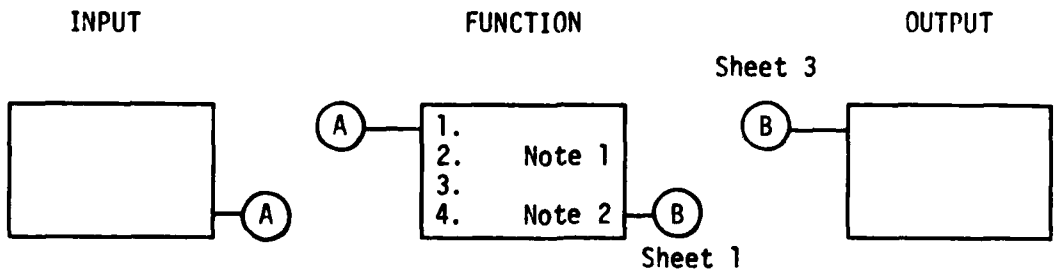 INPUT FUNCTION OUTPUT
Sheet 3
A 1. B
2. Note 1
3.
A 4. Note 2 B
Sheet 1